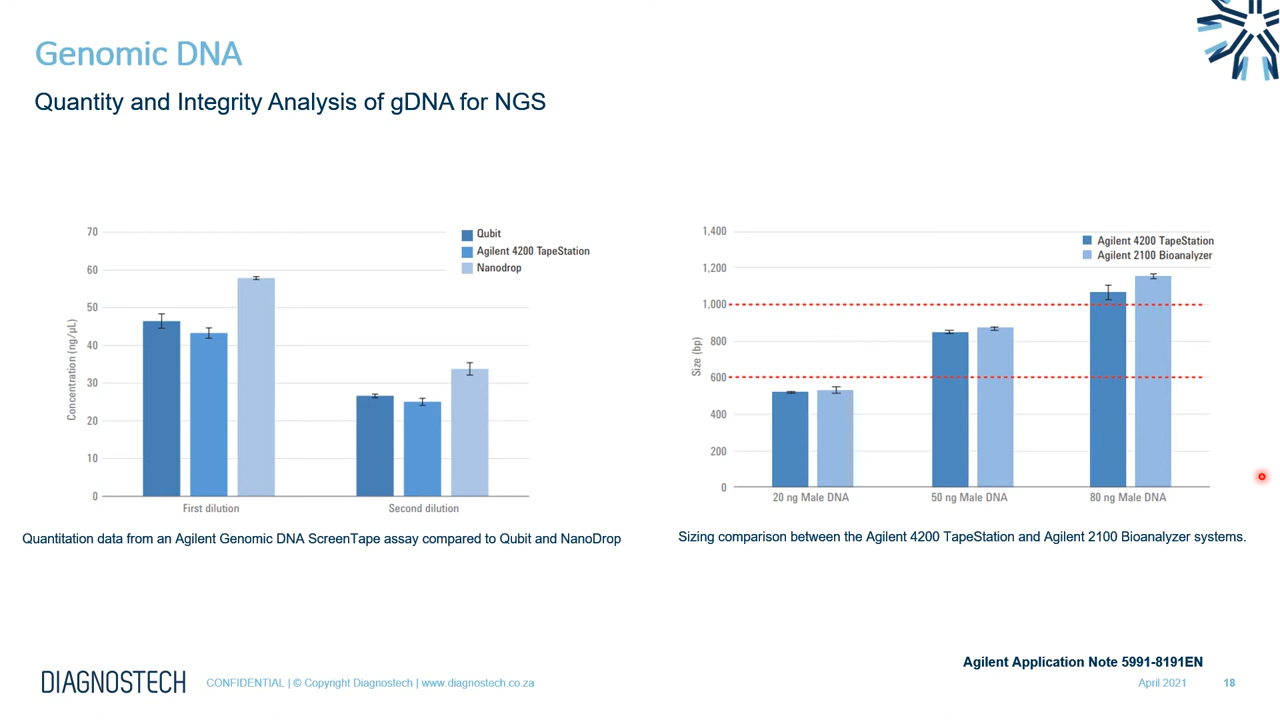 Genomic DNA
Quantity and Integrity Analysis of gDNA for NGS
70
60
50
40
30
20
10
0
Concentration (ng/µL)
Qubit
Agilent 4200 TapeStation
Nanodrop
First dilution
Second dilution
Quantitation data from an Agilent Genomic DNA ScreenTape assay compared to Qubit and NanoDrop
1,400
1,200
1,000
800
600
400
200
0
Size (bp)
Agilent 4200 TapeStation
Agilent 2100 Bioanalyzer
20 ng Male DNA
50 ng Male DNA
80 ng Male DNA
Sizing comparison between the Agilent 4200 TapeStation and Agilent 2100 Bioanalyzer systems.
Agilent Application Note 5991-8191EN
DIAGNOSTECH
CONFIDENTIAL | © Copyright Diagnostech | www.diagnostech.co.za
April 2021
18